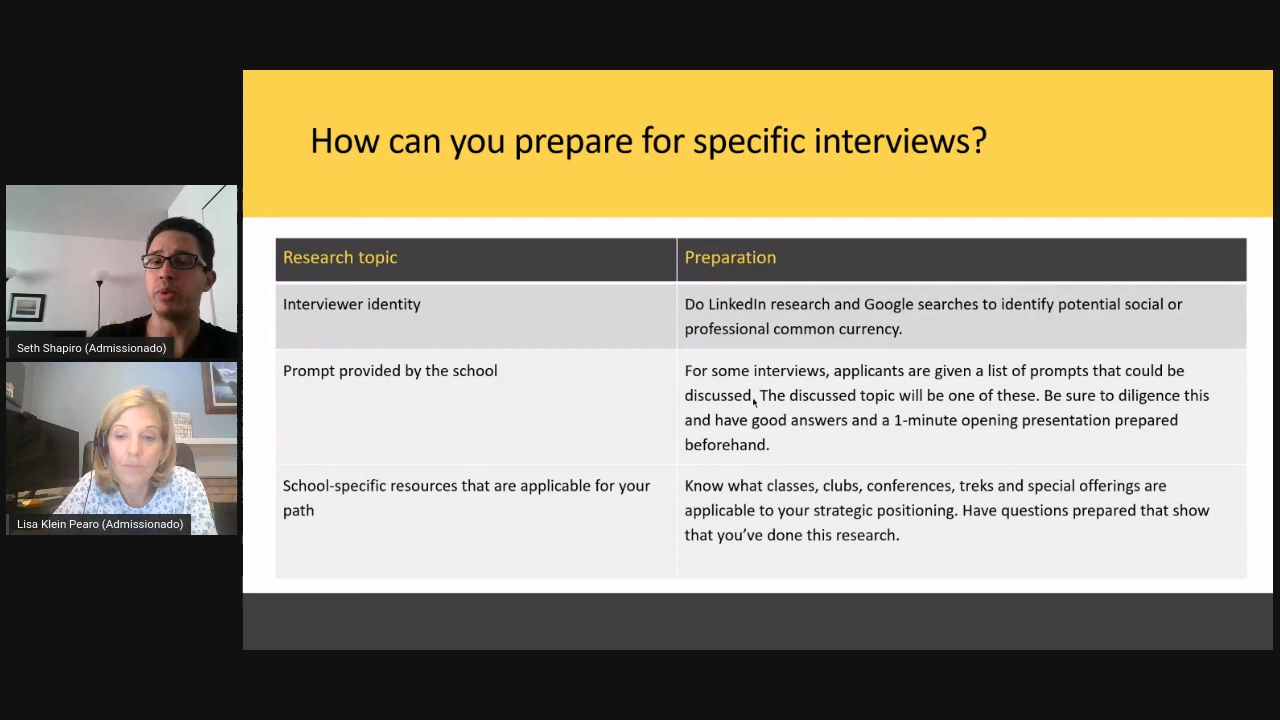 How can you prepare for specific interviews?
Research topic
Preparation
Interviewer identity
Do LinkedIn research and Google searches to identify potential social or
professional common currency.
Prompt provided by the school
For some interviews, applicants are given a list of prompts that could be
discussed. The discussed topic will be one of these. Be sure to diligence this
and have good answers and a 1-minute opening presentation prepared
beforehand.
School-specific resources that are applicable for your
path
Know what classes, clubs, conferences, treks and special offerings are
applicable to your strategic positioning. Have questions prepared that show
that you’ve done this research.
Seth Shapiro (Admissionado)
Lisa Klein Pearo (Admissionado)